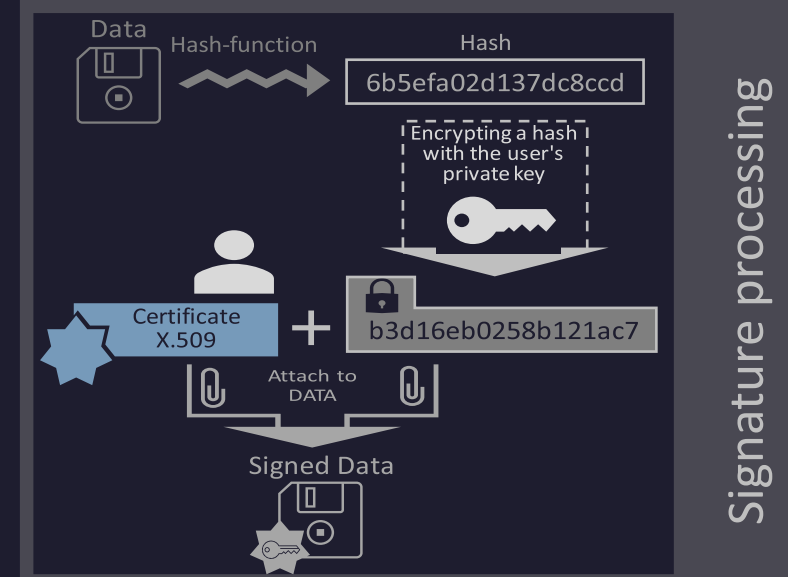 Data
Hash-function
Hash
6b5efa02d137dc8ccd
Encrypting a hash
with the user's
private key
Certificate
X.509
b3d16eb0258b121ac7
Attach to
DATA
Signed Data
Signature processing